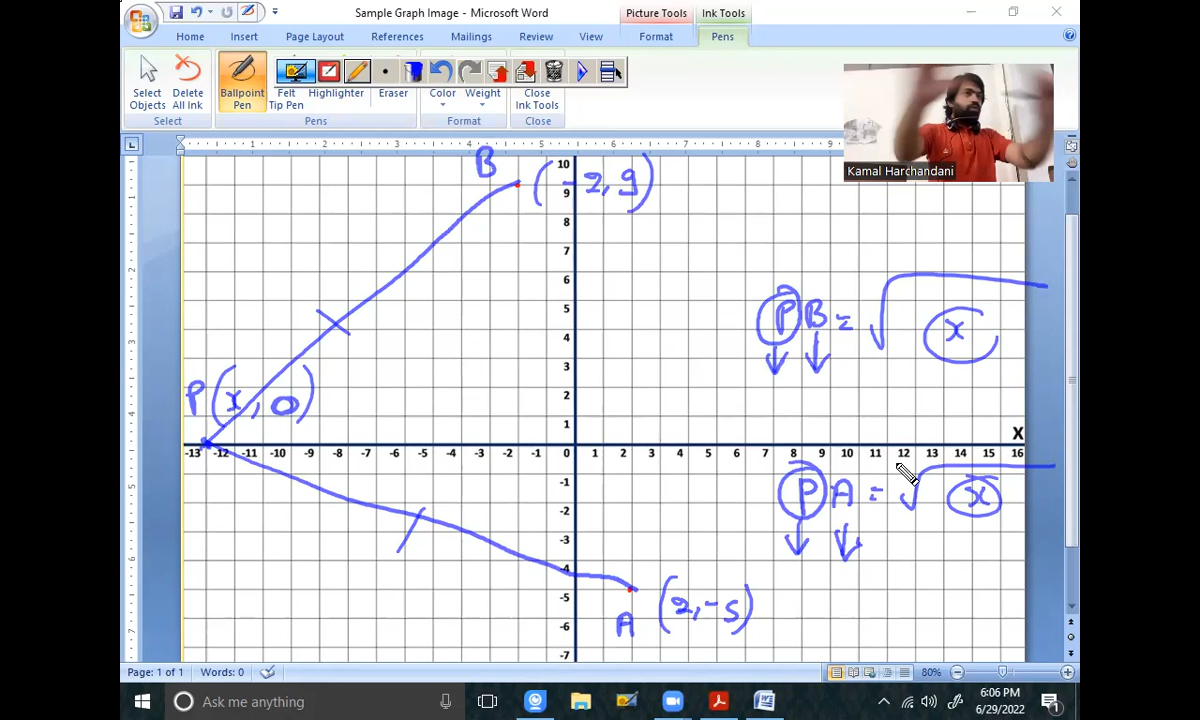 Sample Graph Image - Microsoft Word
Picture Tools
Ink Tools
Home
Insert
Page Layout
References
Mailings
Review
View
Format
Pens
Select Objects
Delete All Ink
Ballpoint Pen
Felt Tip Pen
Highlighter
Eraser
Color
Weight
Close Ink Tools
Select
Pens
Format
Close
Kamal Harchandani
B (-2, 9)
10
9
8
7
6
5
4
3
2
1
PB = √ x
P(x, 0)
X
-13 -12 -11 -10 -9 -8 -7 -6 -5 -4 -3 -2 -1 0 1 2 3 4 5 6 7 8 9 10 11 12 13 14 15 16
PA = √ x
-1
-2
-3
-4
-5
-6
-7
A (2, -5)
Page: 1 of 1
Words: 0
80%
Ask me anything
6:06 PM
6/29/2022